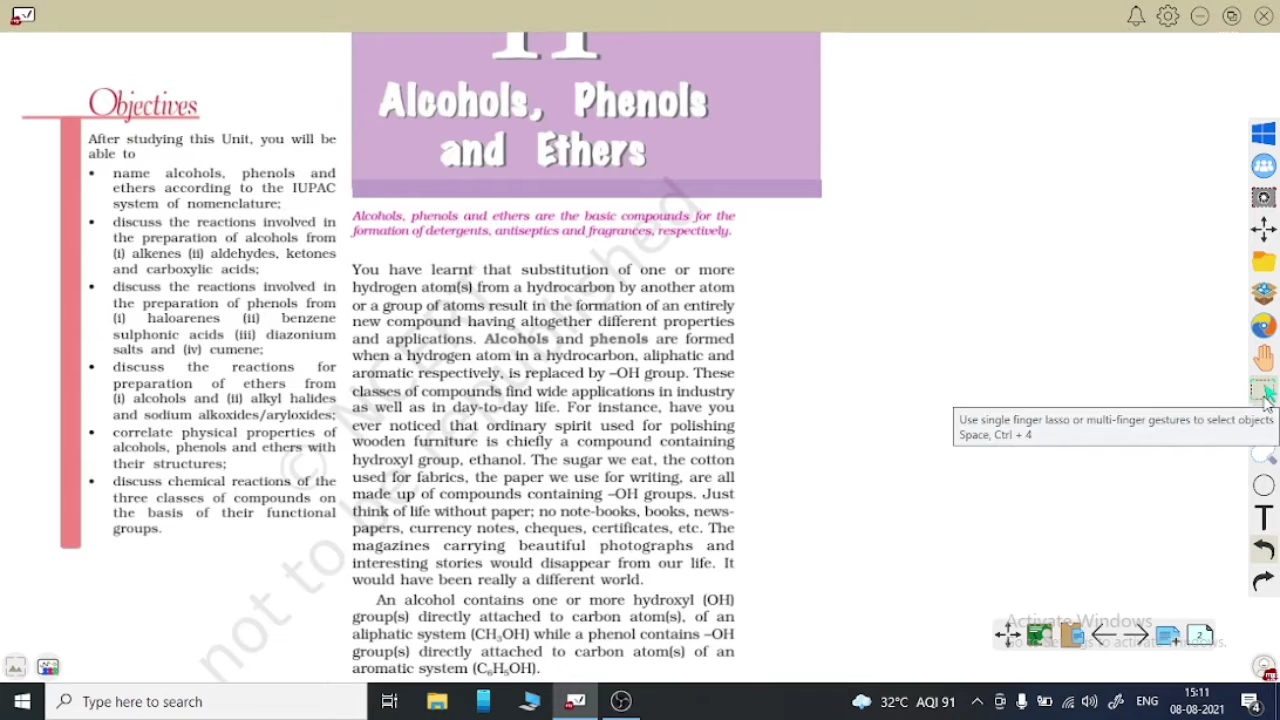 11
Alcohols, Phenols
and Ethers
Objectives
After studying this Unit, you will be
able to
• name alcohols, phenols and
ethers according to the IUPAC
system of nomenclature;
• discuss the reactions involved in
the preparation of alcohols from
(i) alkenes (ii) aldehydes, ketones
and carboxylic acids;
• discuss the reactions involved in
the preparation of phenols from
(i) haloarenes (ii) benzene
sulphonic acids (iii) diazonium
salts and (iv) cumene;
• discuss the reactions for
preparation of ethers from
(i) alcohols and (ii) alkyl halides
and sodium alkoxides/aryloxides;
• correlate physical properties of
alcohols, phenols and ethers with
their structures;
• discuss chemical reactions of the
three classes of compounds on
the basis of their functional
groups.
Alcohols, phenols and ethers are the basic compounds for the
formation of detergents, antiseptics and fragrances, respectively.
You have learnt that substitution of one or more
hydrogen atom(s) from a hydrocarbon by another atom
or a group of atoms result in the formation of an entirely
new compound having altogether different properties
and applications. Alcohols and phenols are formed
when a hydrogen atom in a hydrocarbon, aliphatic and
aromatic respectively, is replaced by –OH group. These
classes of compounds find wide applications in industry
as well as in day-to-day life. For instance, have you
ever noticed that ordinary spirit used for polishing
wooden furniture is chiefly a compound containing
hydroxyl group, ethanol. The sugar we eat, the cotton
used for fabrics, the paper we use for writing, are all
made up of compounds containing –OH groups. Just
think of life without paper; no note-books, books, news-
papers, currency notes, cheques, certificates, etc. The
magazines carrying beautiful photographs and
interesting stories would disappear from our life. It
would have been really a different world.
An alcohol contains one or more hydroxyl (OH)
group(s) directly attached to carbon atom(s), of an
aliphatic system (CH₃OH) while a phenol contains –OH
group(s) directly attached to carbon atom(s) of an
aromatic system (C₆H₅OH).
© NCERT
not to be republished
Use single finger lasso or multi-finger gestures to select objects
Space, Ctrl + 4
T
2
Activate Windows
Go to Settings to activate Windows.
Type here to search
32°C AQI 91
ENG
15:11
08-08-2021
4